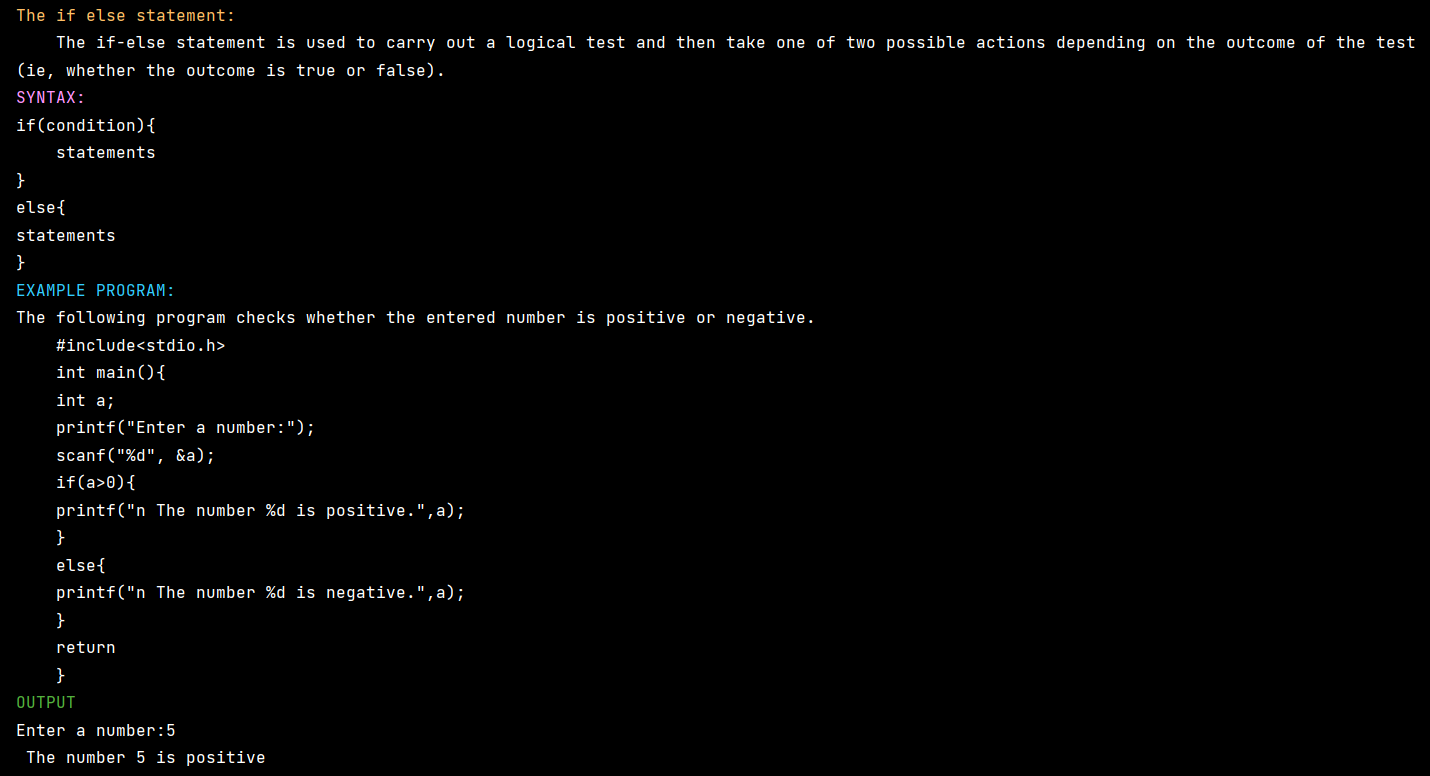 The if else statement:
    The if-else statement is used to carry out a logical test and then take one of two possible actions depending on the outcome of the test
(ie, whether the outcome is true or false).
SYNTAX:
if(condition){
    statements
}
else{
statements
}
EXAMPLE PROGRAM:
The following program checks whether the entered number is positive or negative.
    #include<stdio.h>
    int main(){
    int a;
    printf("Enter a number:");
    scanf("%d", &a);
    if(a>0){
    printf("n The number %d is positive.",a);
    }
    else{
    printf("n The number %d is negative.",a);
    }
    return
    }
OUTPUT
Enter a number:5
 The number 5 is positive